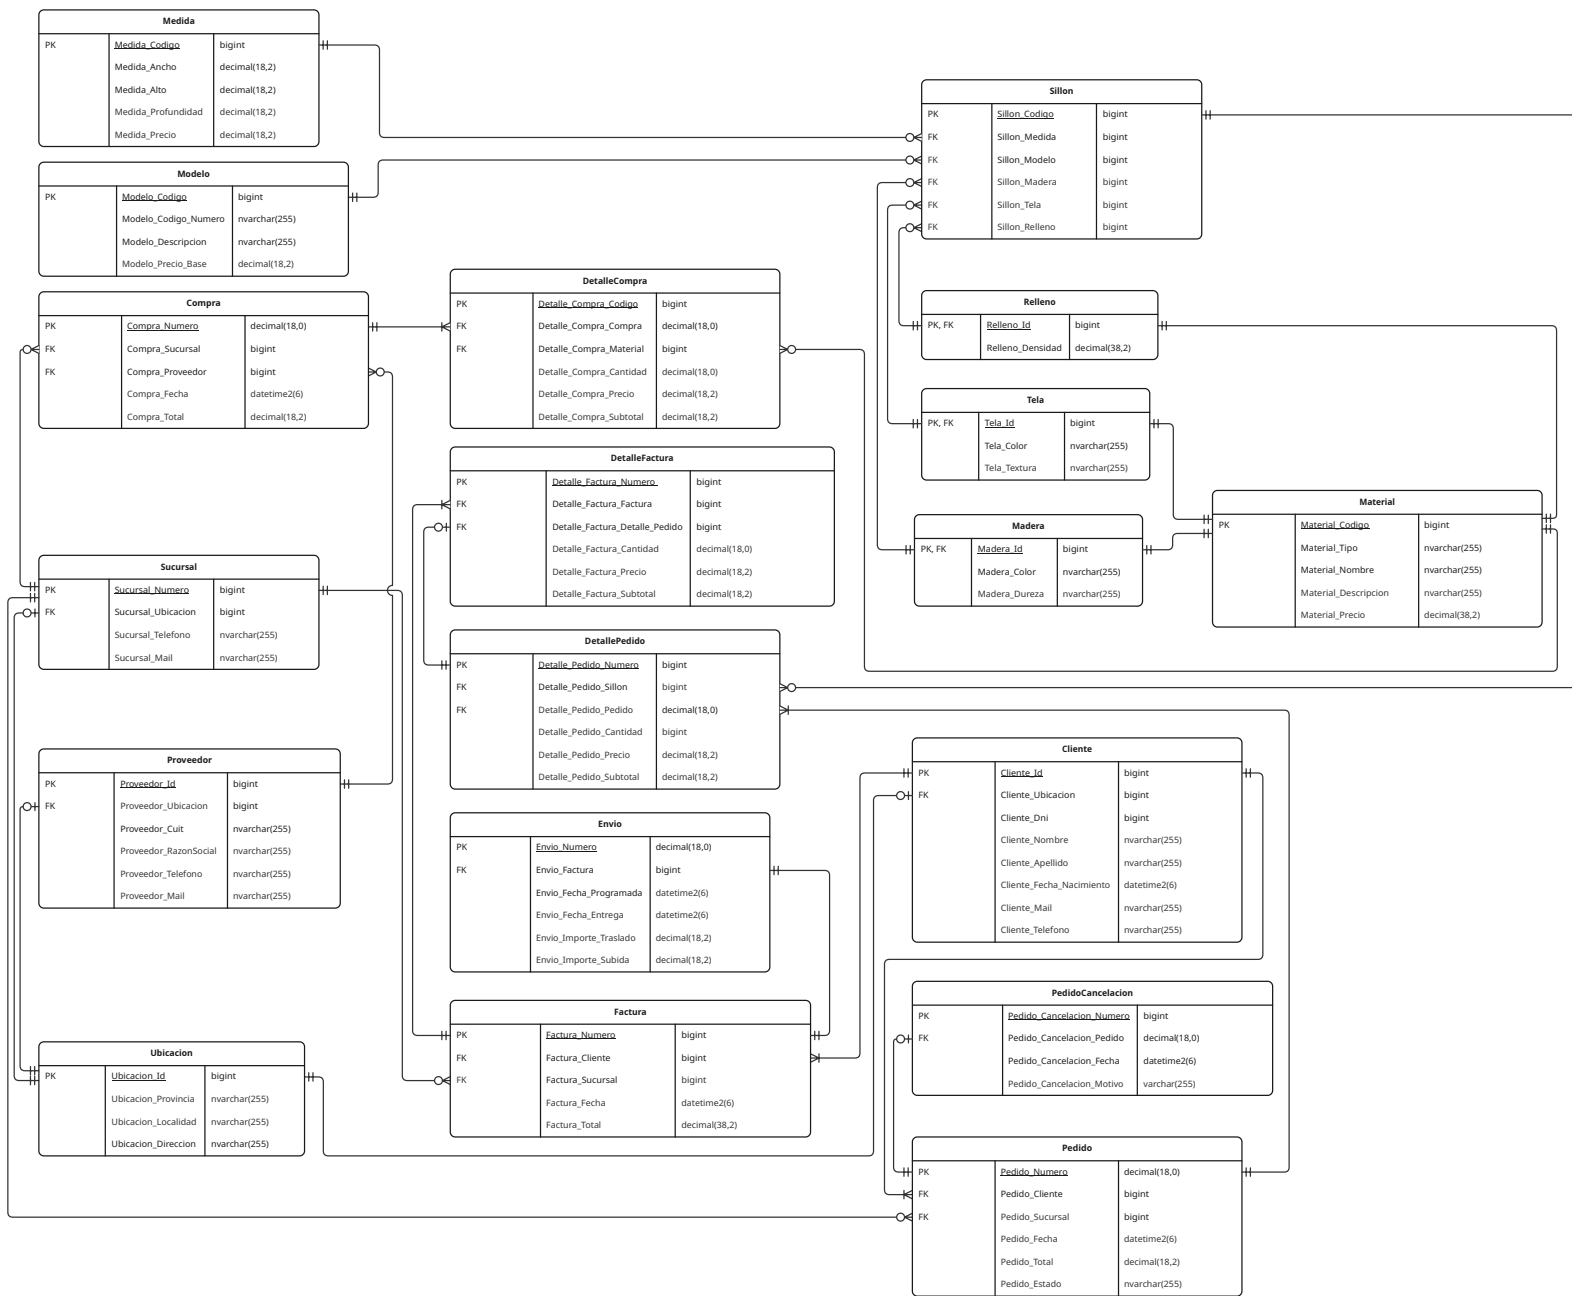 Medida
PK Medida_Codigo bigint
Medida_Ancho decimal(18,2)
Medida_Alto decimal(18,2)
Medida_Profundidad decimal(18,2)
Medida_Precio decimal(18,2)
Modelo
PK Modelo_Codigo bigint
Modelo_Codigo_Numero nvarchar(255)
Modelo_Descripcion nvarchar(255)
Modelo_Precio_Base decimal(18,2)
Compra
PK Compra_Numero decimal(18,0)
FK Compra_Sucursal bigint
FK Compra_Proveedor bigint
Compra_Fecha datetime2(6)
Compra_Total decimal(18,2)
Sucursal
PK Sucursal_Numero bigint
FK Sucursal_Ubicacion bigint
Sucursal_Telefono nvarchar(255)
Sucursal_Mail nvarchar(255)
Proveedor
PK Proveedor_Id bigint
FK Proveedor_Ubicacion bigint
Proveedor_Cuit nvarchar(255)
Proveedor_RazonSocial nvarchar(255)
Proveedor_Telefono nvarchar(255)
Proveedor_Mail nvarchar(255)
Ubicacion
PK Ubicacion_Id bigint
Ubicacion_Provincia nvarchar(255)
Ubicacion_Localidad nvarchar(255)
Ubicacion_Direccion nvarchar(255)
DetalleCompra
PK Detalle_Compra_Codigo bigint
FK Detalle_Compra_Compra decimal(18,0)
FK Detalle_Compra_Material bigint
Detalle_Compra_Cantidad decimal(18,0)
Detalle_Compra_Precio decimal(18,2)
Detalle_Compra_Subtotal decimal(18,2)
DetalleFactura
PK Detalle_Factura_Numero bigint
FK Detalle_Factura_Factura bigint
FK Detalle_Factura_Detalle_Pedido bigint
Detalle_Factura_Cantidad decimal(18,0)
Detalle_Factura_Precio decimal(18,2)
Detalle_Factura_Subtotal decimal(18,2)
DetallePedido
PK Detalle_Pedido_Numero bigint
FK Detalle_Pedido_Sillon bigint
FK Detalle_Pedido_Pedido decimal(18,0)
Detalle_Pedido_Cantidad bigint
Detalle_Pedido_Precio decimal(18,2)
Detalle_Pedido_Subtotal decimal(18,2)
Envio
PK Envio_Numero decimal(18,0)
FK Envio_Factura bigint
Envio_Fecha_Programada datetime2(6)
Envio_Fecha_Entrega datetime2(6)
Envio_Importe_Traslado decimal(18,2)
Envio_Importe_Subida decimal(18,2)
Factura
PK Factura_Numero bigint
FK Factura_Cliente bigint
FK Factura_Sucursal bigint
Factura_Fecha datetime2(6)
Factura_Total decimal(38,2)
Sillon
PK Sillon_Codigo bigint
FK Sillon_Medida bigint
FK Sillon_Modelo bigint
FK Sillon_Madera bigint
FK Sillon_Tela bigint
FK Sillon_Relleno bigint
Relleno
PK, FK Relleno_Id bigint
Relleno_Densidad decimal(38,2)
Tela
PK, FK Tela_Id bigint
Tela_Color nvarchar(255)
Tela_Textura nvarchar(255)
Madera
PK, FK Madera_Id bigint
Madera_Color nvarchar(255)
Madera_Dureza nvarchar(255)
Material
PK Material_Codigo bigint
Material_Tipo nvarchar(255)
Material_Nombre nvarchar(255)
Material_Descripcion nvarchar(255)
Material_Precio decimal(38,2)
Cliente
PK Cliente_Id bigint
FK Cliente_Ubicacion bigint
Cliente_Dni bigint
Cliente_Nombre nvarchar(255)
Cliente_Apellido nvarchar(255)
Cliente_Fecha_Nacimiento datetime2(6)
Cliente_Mail nvarchar(255)
Cliente_Telefono nvarchar(255)
PedidoCancelacion
PK Pedido_Cancelacion_Numero bigint
FK Pedido_Cancelacion_Pedido decimal(18,0)
Pedido_Cancelacion_Fecha datetime2(6)
Pedido_Cancelacion_Motivo varchar(255)
Pedido
PK Pedido_Numero decimal(18,0)
FK Pedido_Cliente bigint
FK Pedido_Sucursal bigint
Pedido_Fecha datetime2(6)
Pedido_Total decimal(18,2)
Pedido_Estado nvarchar(255)